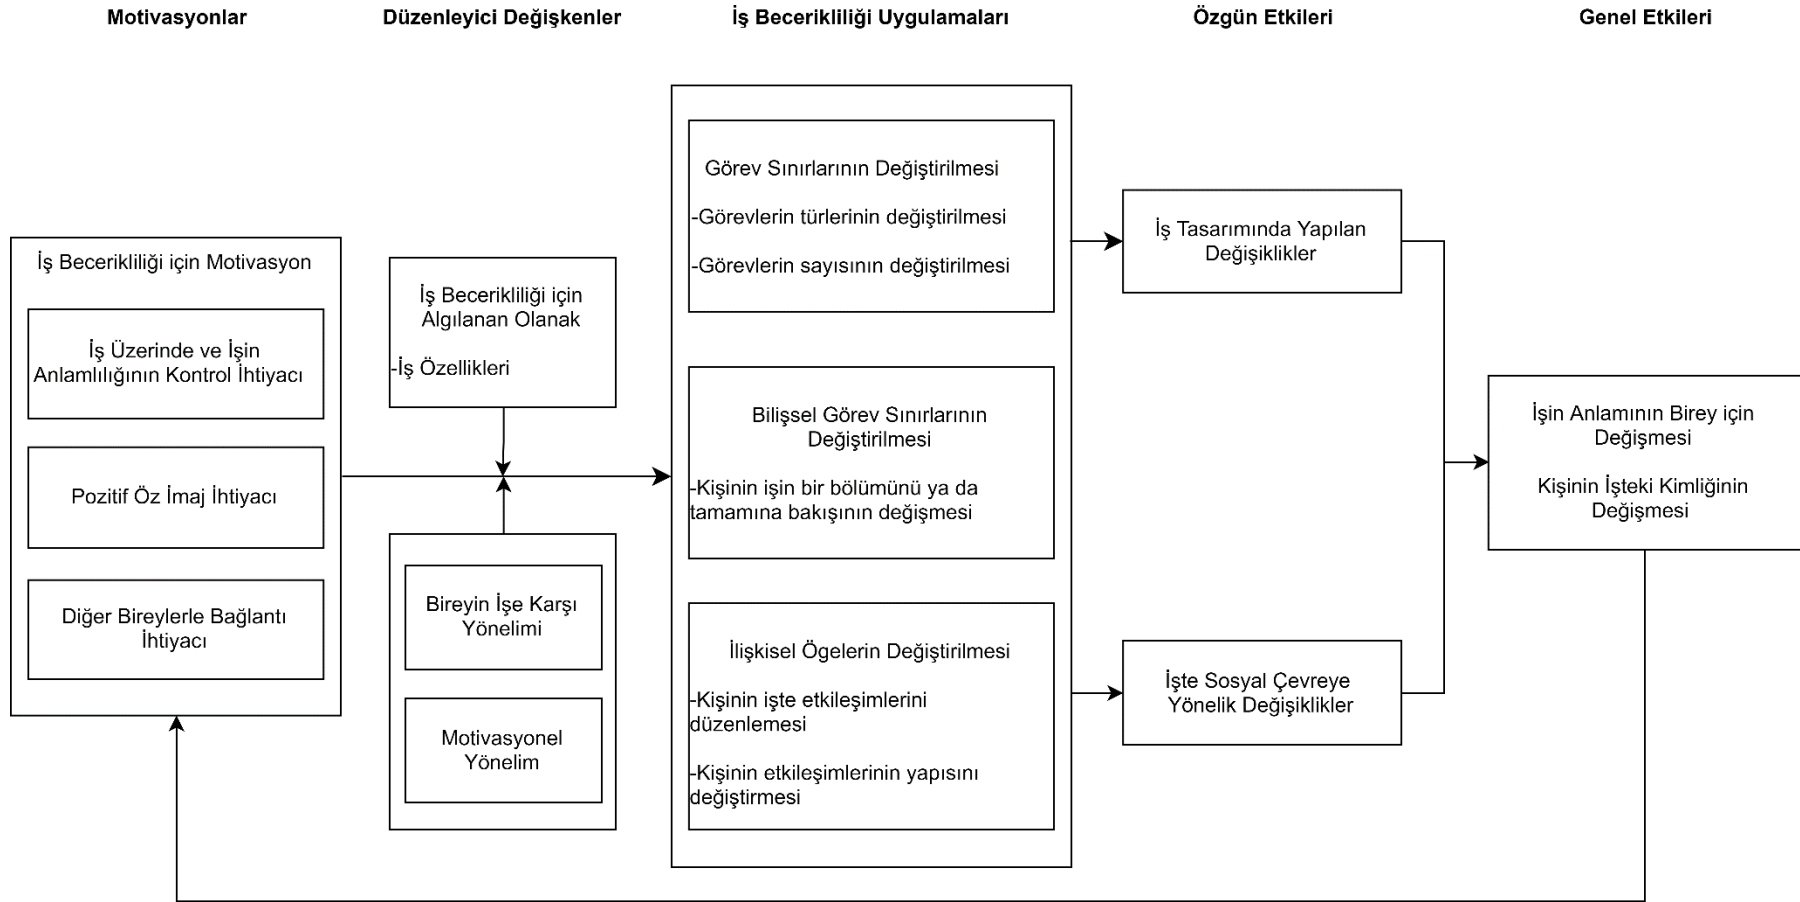 Motivasyonlar
Düzenleyici Değişkenler
İş Becerikliliği Uygulamaları
Özgün Etkileri
Genel Etkileri
İş Becerikliliği için Motivasyon
İş Üzerinde ve İşin
Anlamlılığının Kontrol İhtiyacı
Pozitif Öz İmaj İhtiyacı
Diğer Bireylerle Bağlantı
İhtiyacı
İş Becerikliliği için
Algılanan Olanak
-İş Özellikleri
Bireyin İşe Karşı
Yönelimi
Motivasyonel
Yönelim
Görev Sınırlarının Değiştirilmesi
-Görevlerin türlerinin değiştirilmesi
-Görevlerin sayısının değiştirilmesi
Bilişsel Görev Sınırlarının
Değiştirilmesi
-Kişinin işin bir bölümünü ya da
tamamına bakışının değişmesi
İlişkisel Ögelerin Değiştirilmesi
-Kişinin işte etkileşimlerini
düzenlemesi
-Kişinin etkileşimlerinin yapısını
değiştirmesi
İş Tasarımında Yapılan
Değişiklikler
İşte Sosyal Çevreye
Yönelik Değişiklikler
İşin Anlamının Birey için
Değişmesi
Kişinin İşteki Kimliğinin
Değişmesi